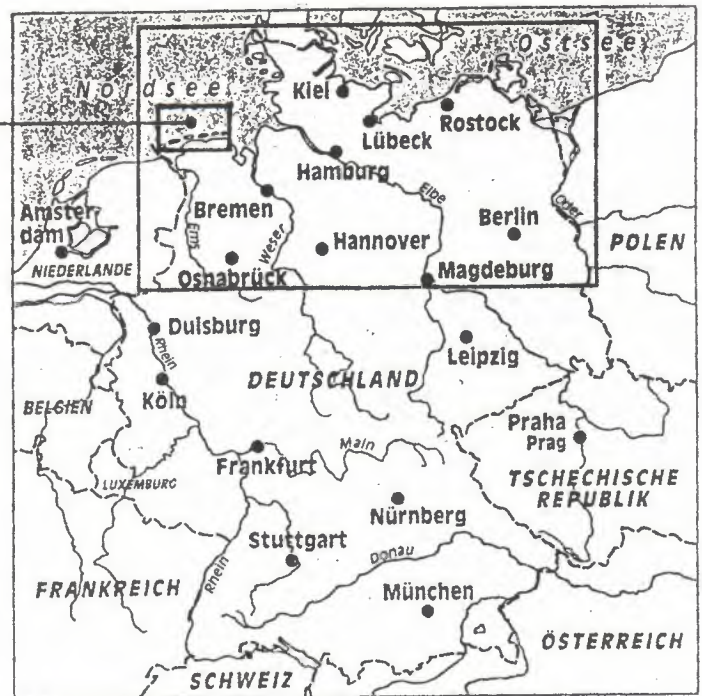 Ostsee
Nordsee
Kiel
Lübeck
Rostock
Hamburg
Elbe
Bremen
Amster-
dam
Ems
Weser
Hannover
Berlin
Oder
POLEN
NIEDERLANDE
Osnabrück
Magdeburg
Duisburg
Rhein
Leipzig
DEUTSCHLAND
Köln
BELGIEN
Praha
Prag
Main
Frankfurt
LUXEMBURG
TSCHECHISCHE
REPUBLIK
Nürnberg
Stuttgart
Donau
FRANKREICH
Rhein
München
ÖSTERREICH
SCHWEIZ